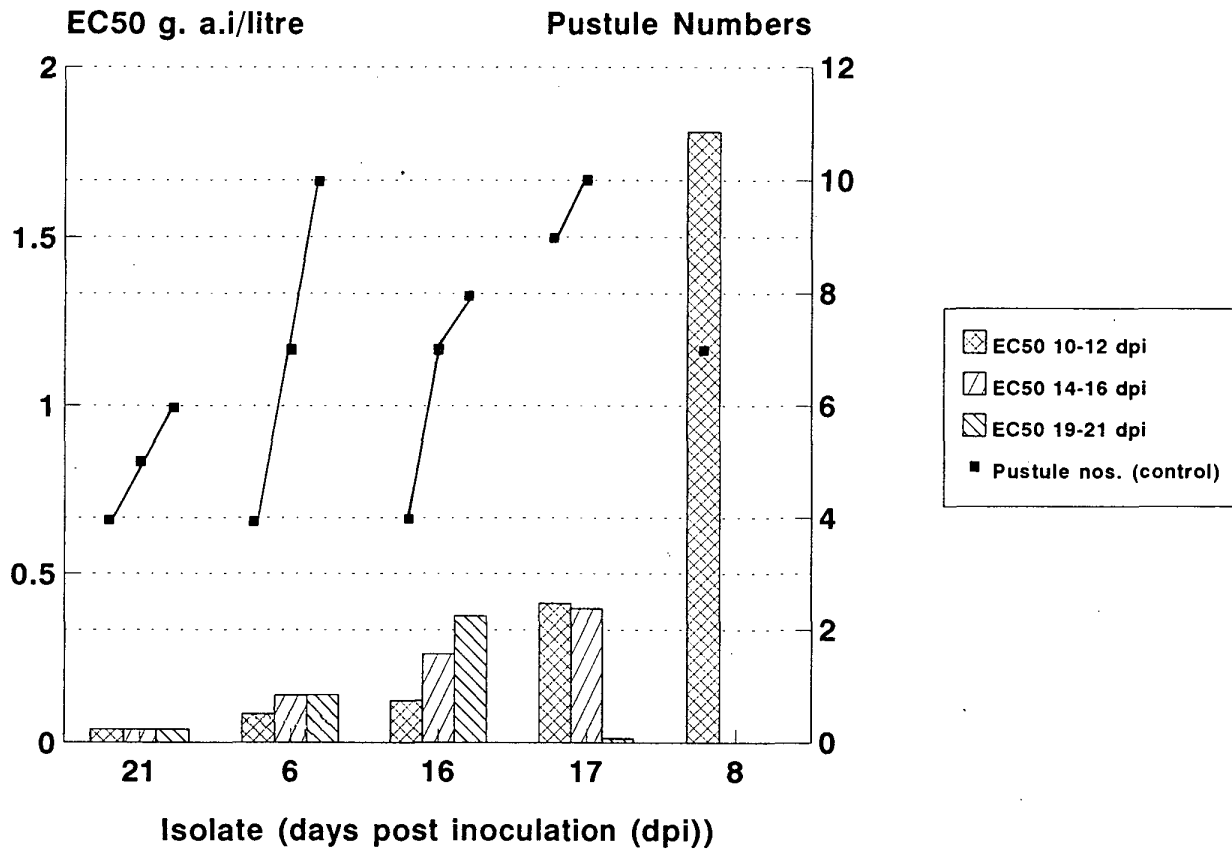 EC50 g. a.i/litre
Pustule Numbers
2
1.5
1
0.5
0
12
10
8
6
4
2
0
21
6
16
17
8
Isolate (days post inoculation (dpi))
EC50 10-12 dpi
EC50 14-16 dpi
EC50 19-21 dpi
Pustule nos. (control)